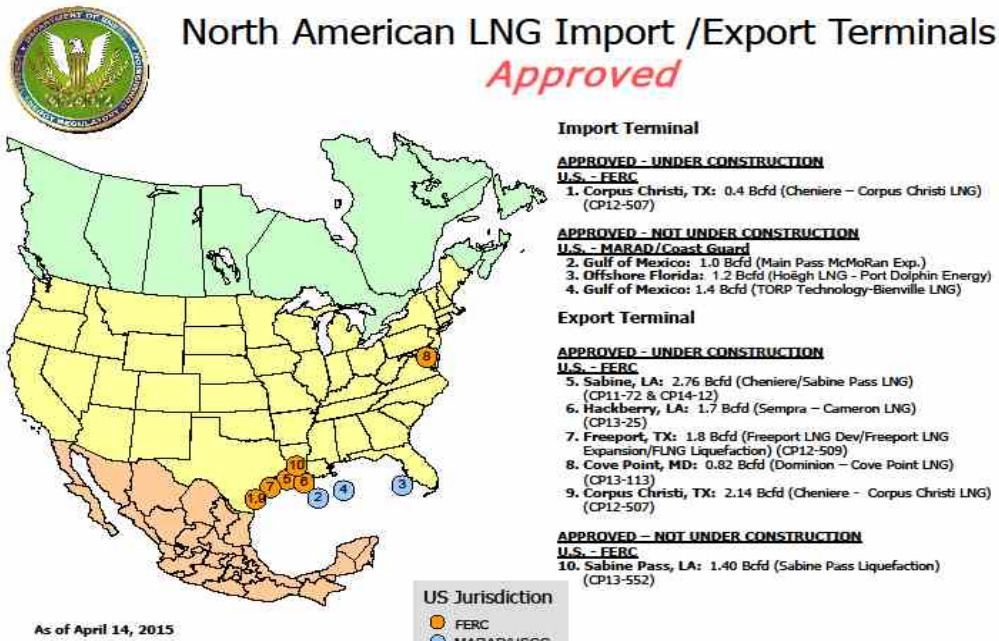 North American LNG Import /Export Terminals
Approved
Import Terminal
APPROVED - UNDER CONSTRUCTION
U.S. - FERC
1. Corpus Christi, TX: 0.4 Bcfd (Cheniere – Corpus Christi LNG)
(CP12-507)
APPROVED - NOT UNDER CONSTRUCTION
U.S. - MARAD/Coast Guard
2. Gulf of Mexico: 1.0 Bcfd (Main Pass McMoRan Exp.)
3. Offshore Florida: 1.2 Bcfd (Hoëgh LNG - Port Dolphin Energy)
4. Gulf of Mexico: 1.4 Bcfd (TORP Technology-Bienville LNG)
Export Terminal
APPROVED - UNDER CONSTRUCTION
U.S. - FERC
5. Sabine, LA: 2.76 Bcfd (Cheniere/Sabine Pass LNG)
(CP11-72 & CP14-12)
6. Hackberry, LA: 1.7 Bcfd (Sempra – Cameron LNG)
(CP13-25)
7. Freeport, TX: 1.8 Bcfd (Freeport LNG Dev/Freeport LNG
Expansion/FLNG Liquefaction) (CP12-509)
8. Cove Point, MD: 0.82 Bcfd (Dominion – Cove Point LNG)
(CP13-113)
9. Corpus Christi, TX: 2.14 Bcfd (Cheniere - Corpus Christi LNG)
(CP12-507)
APPROVED – NOT UNDER CONSTRUCTION
U.S. - FERC
10. Sabine Pass, LA: 1.40 Bcfd (Sabine Pass Liquefaction)
(CP13-552)
8
10
5
6
7
1,9
2
4
3
US Jurisdiction
FERC
As of April 14, 2015